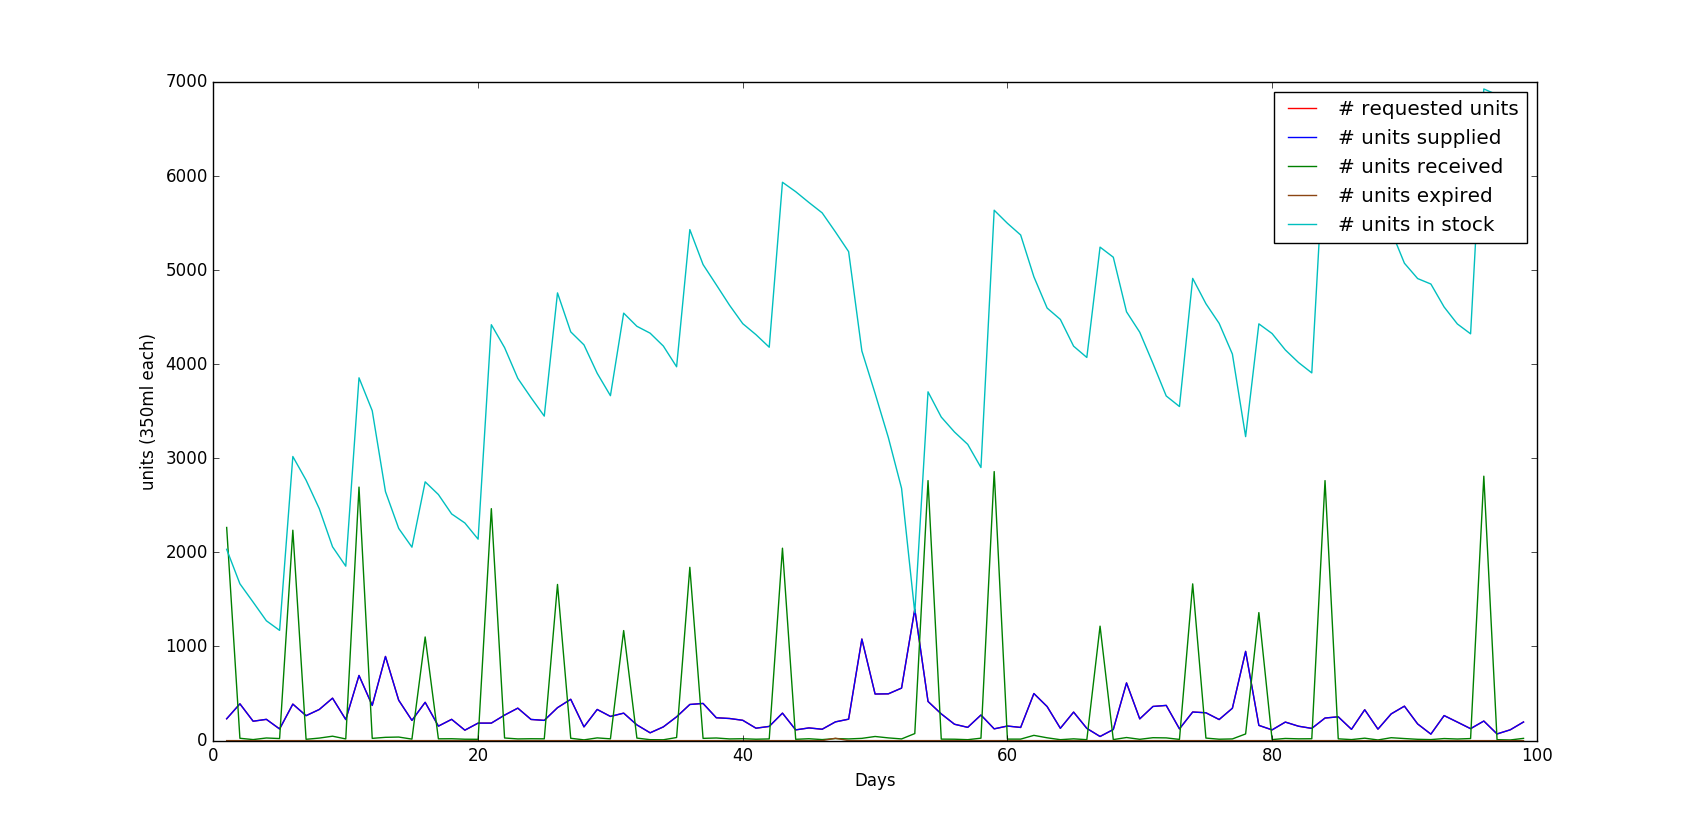 7000
6000
5000
4000
3000
2000
1000
0
units (350ml each)
0
20
40
60
80
100
Days
# requested units
# units supplied
# units received
# units expired
# units in stock